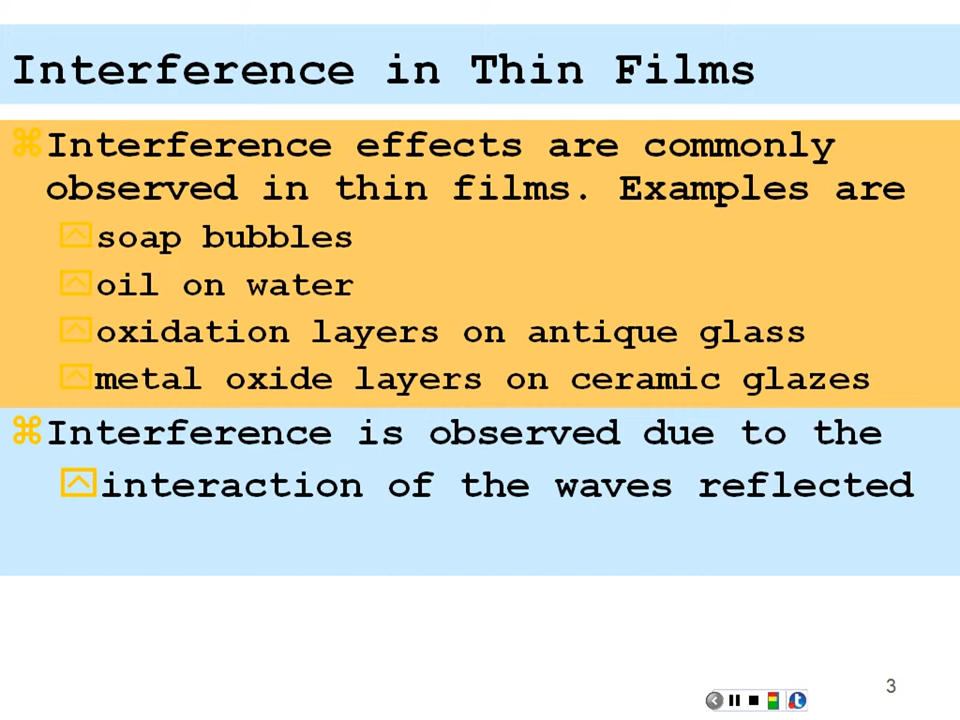 Interference in Thin Films
Interference effects are commonly
observed in thin films. Examples are
soap bubbles
oil on water
oxidation layers on antique glass
metal oxide layers on ceramic glazes
Interference is observed due to the
interaction of the waves reflected
3